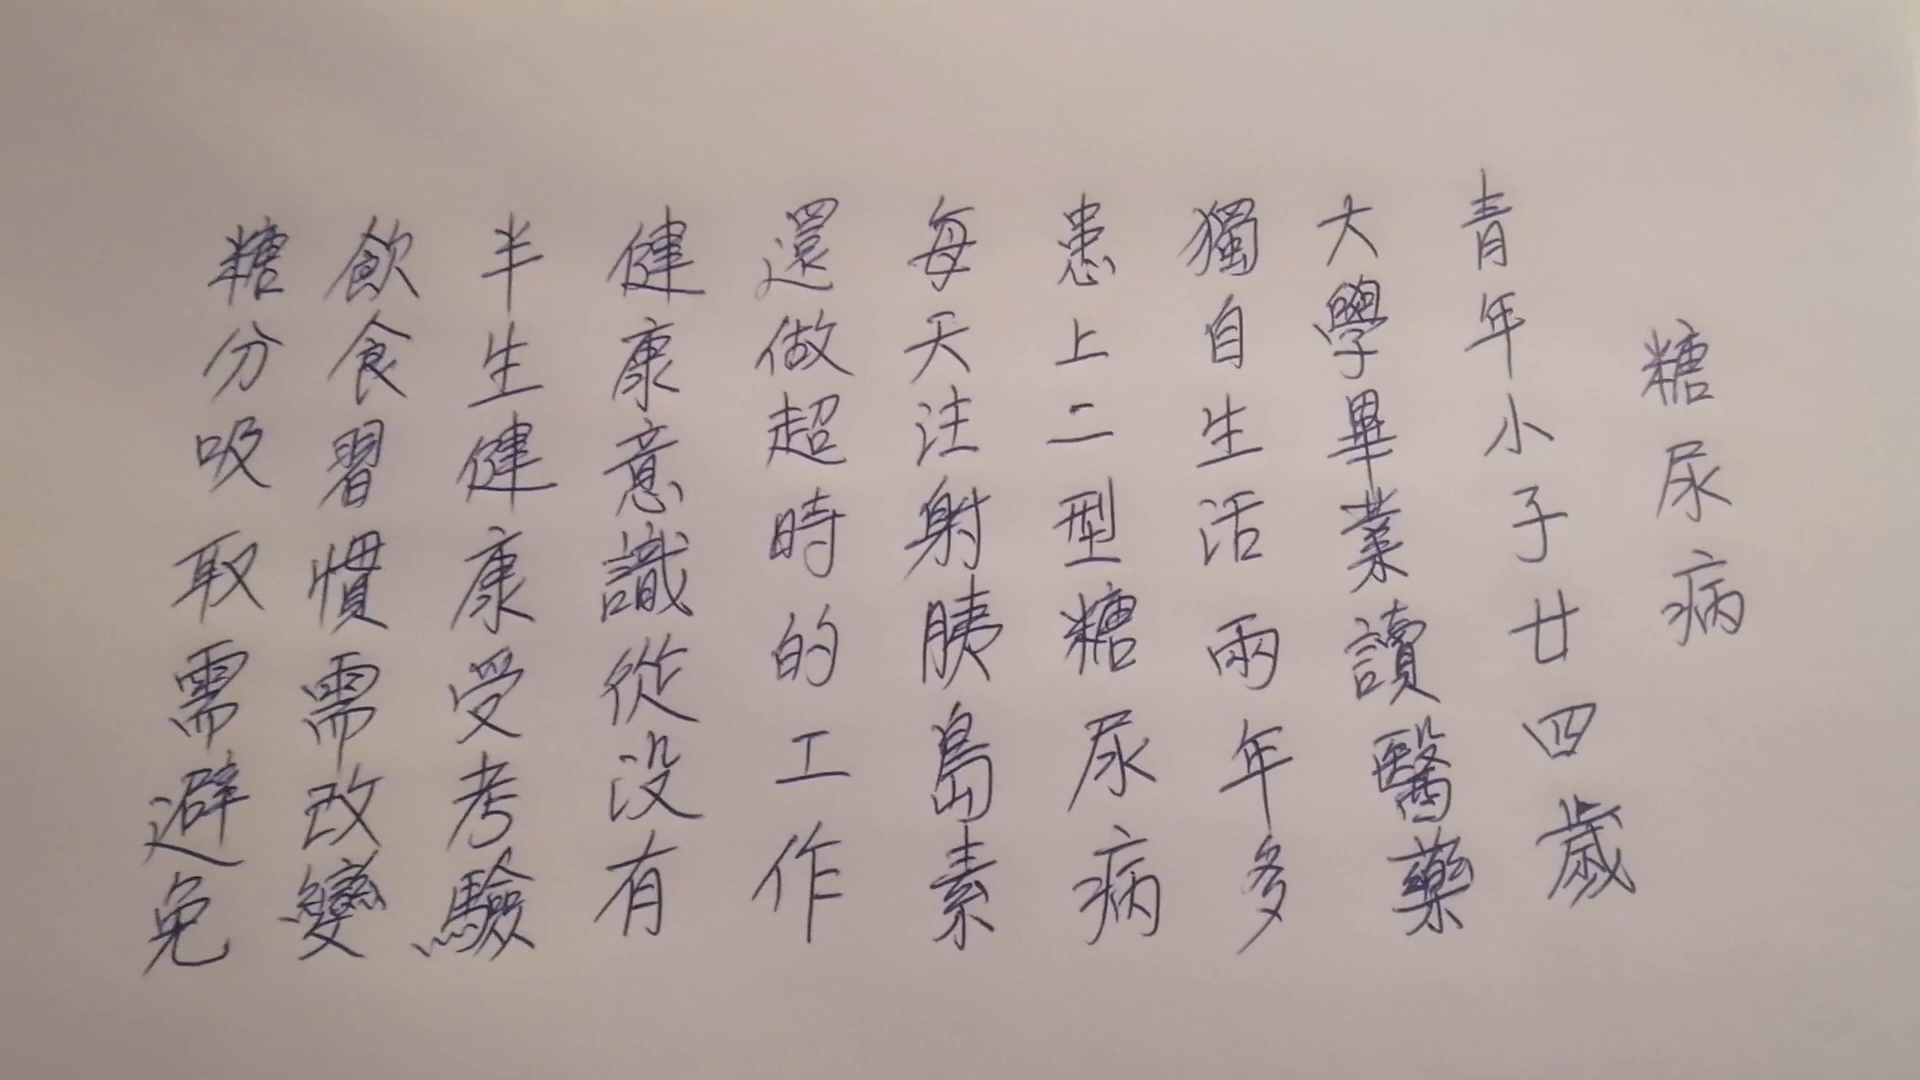 糖尿病
青年小子廿四歲
大學畢業讀醫藥
獨自生活兩年多
患上二型糖尿病
每天注射胰島素
還做超時的工作
健康意識從没有
半生健康受考驗
飲食習慣需改變
糖分吸取需避免